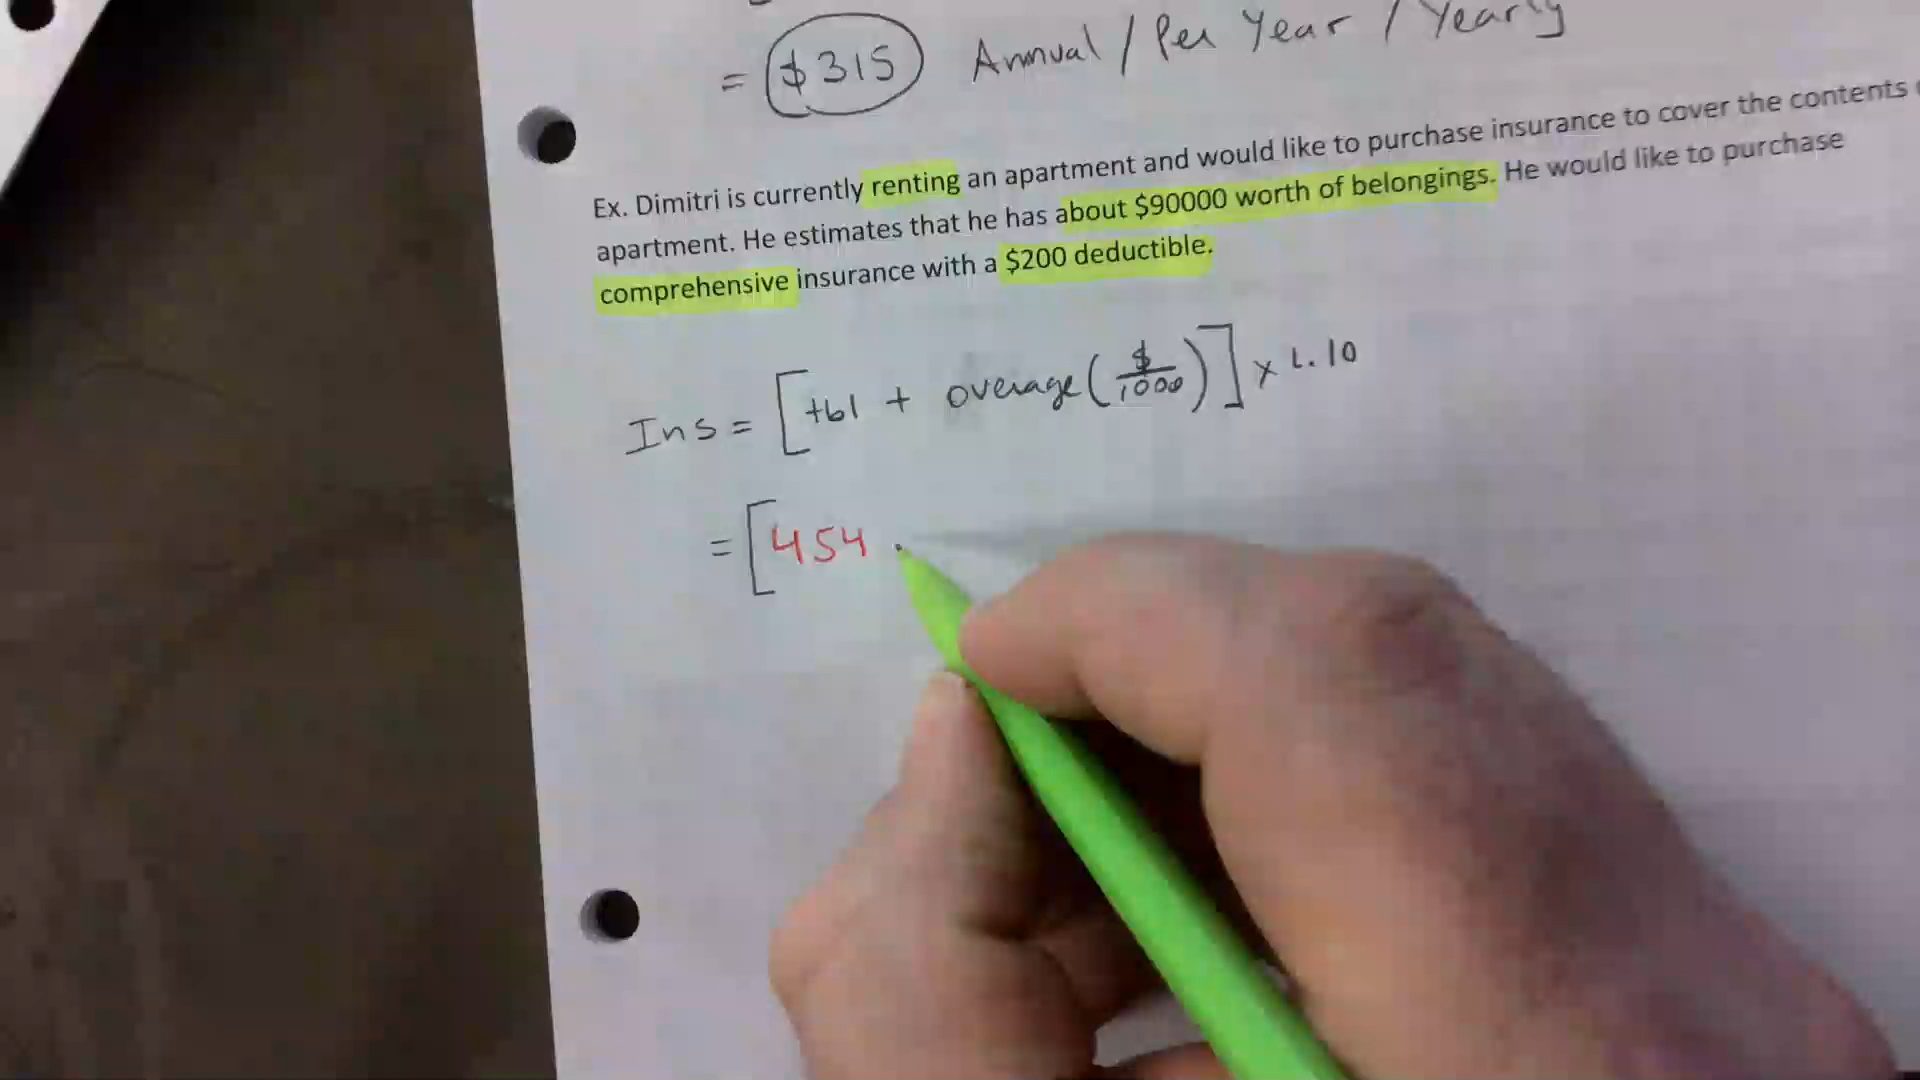 = $315 Annual / Per Year / Yearly
Ex. Dimitri is currently renting an apartment and would like to purchase insurance to cover the contents
apartment. He estimates that he has about $90000 worth of belongings. He would like to purchase
comprehensive insurance with a $200 deductible.
Ins = [tbl + overage($/1000)] x 1.10
= [454